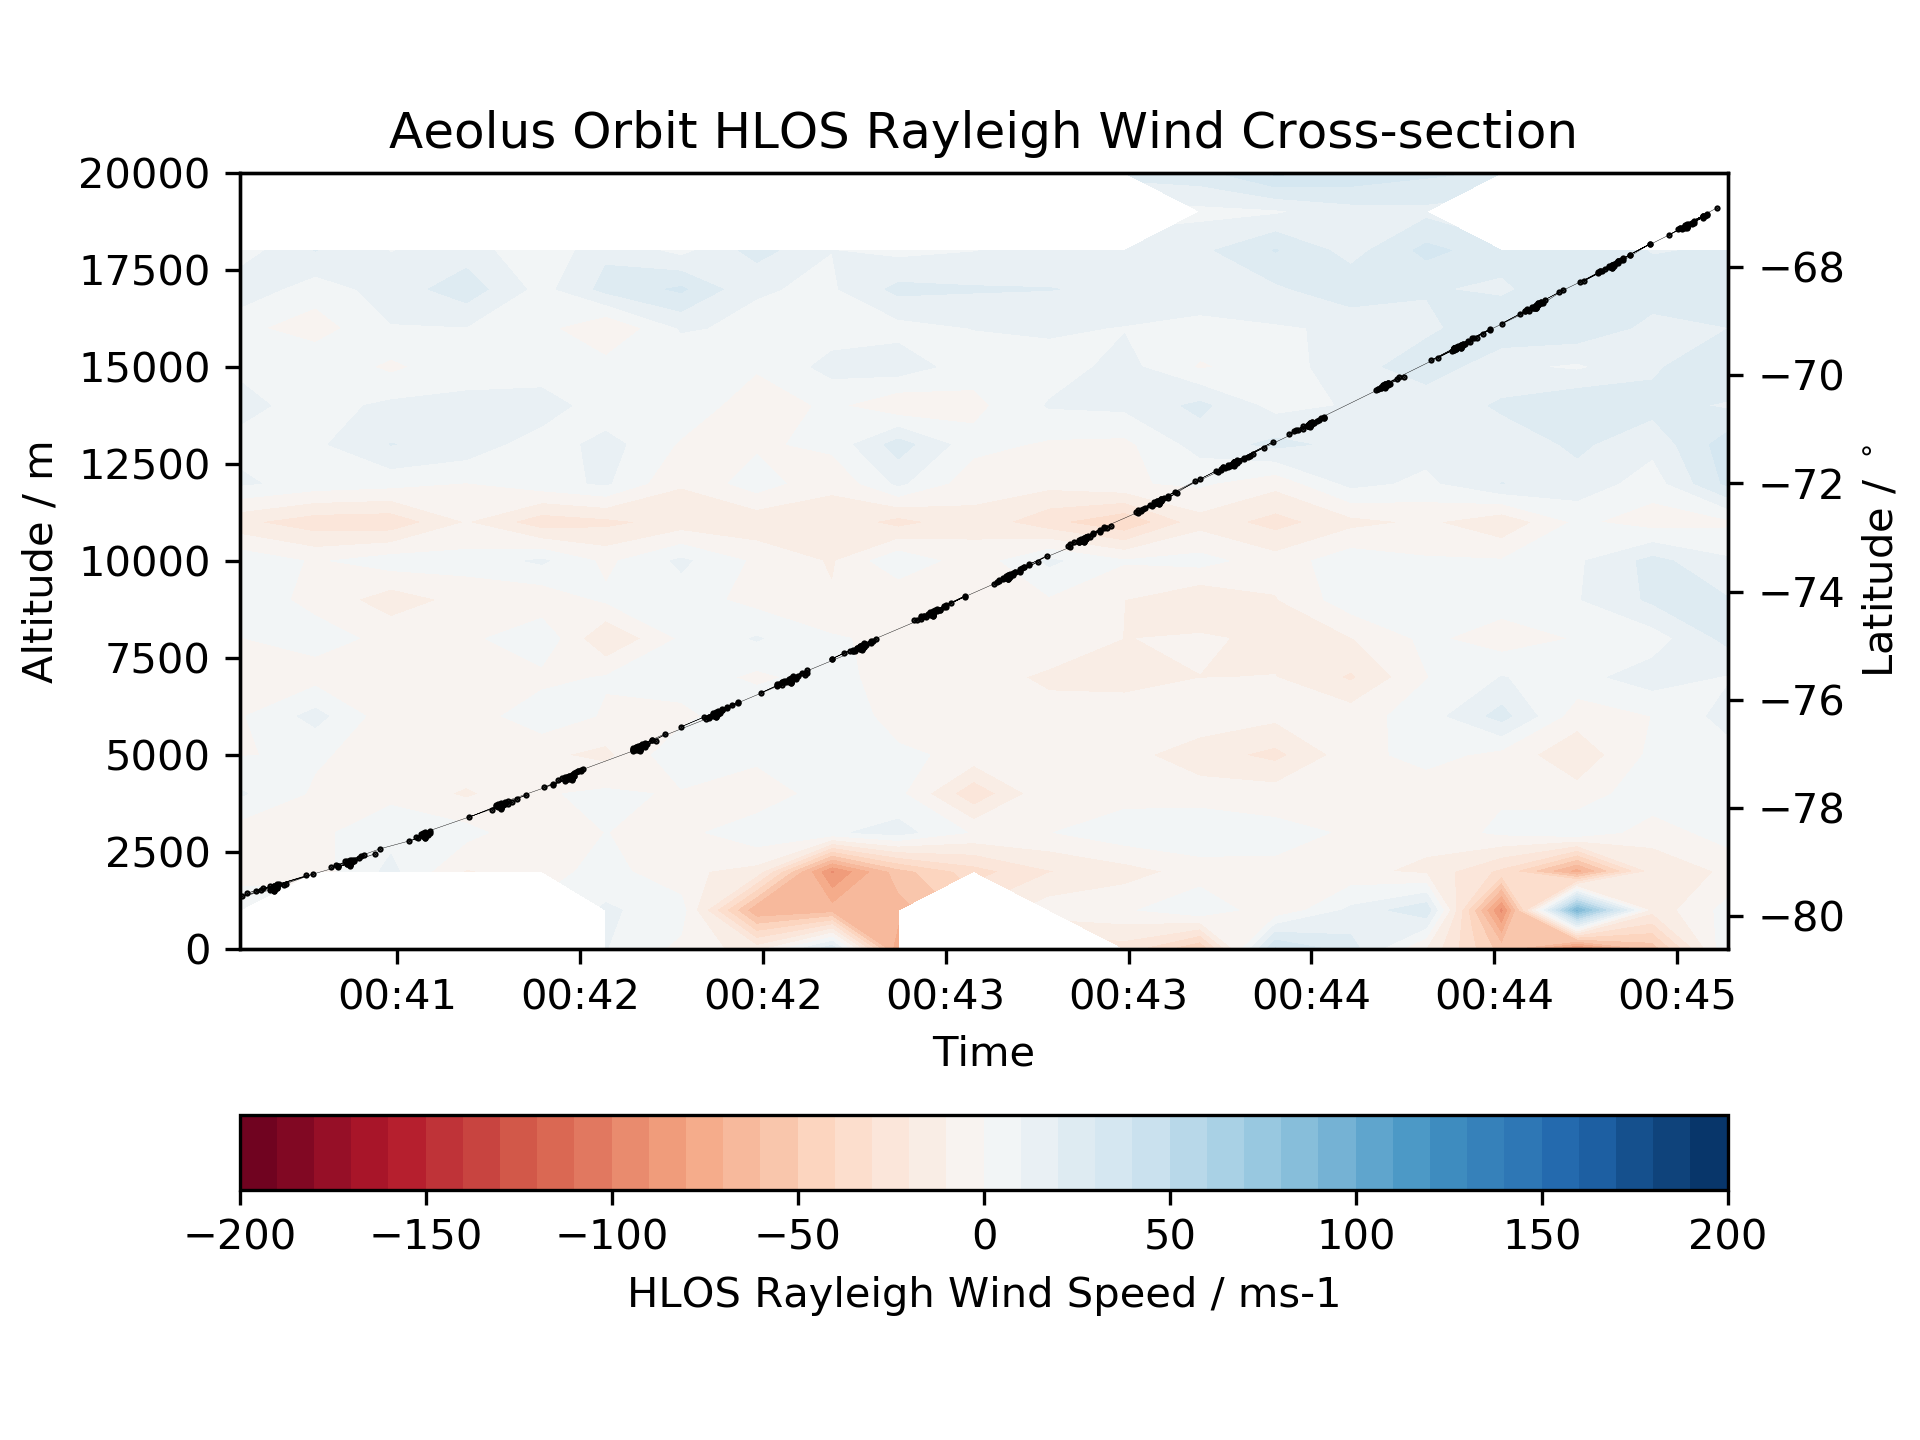 Aeolus Orbit HLOS Rayleigh Wind Cross-section
20000
17500
15000
12500
10000
7500
5000
2500
0
Altitude / m
−68
−70
−72
−74
−76
−78
−80
Latitude / °
00:41 00:42 00:42 00:43 00:43 00:44 00:44 00:45
Time
−200 −150 −100 −50 0 50 100 150 200
HLOS Rayleigh Wind Speed / ms-1